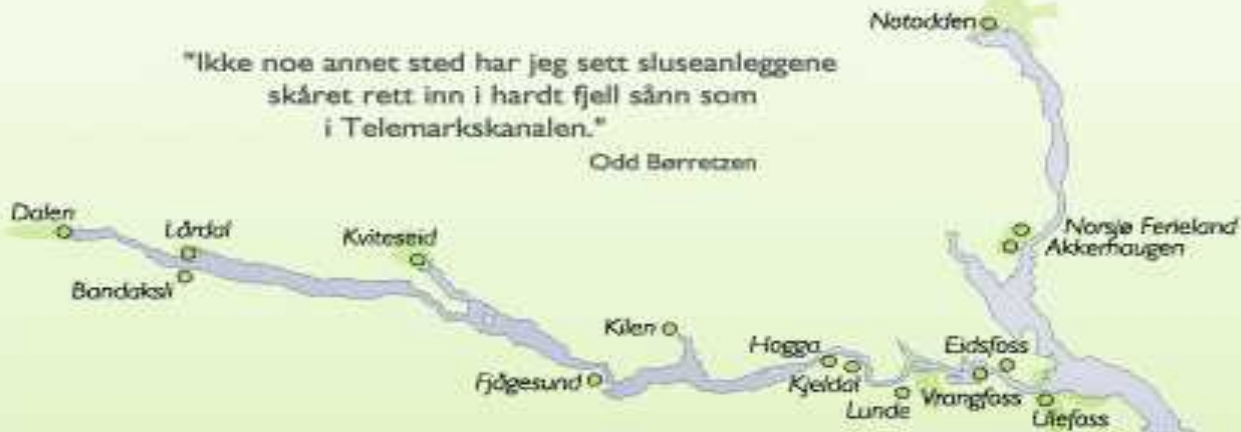 Notodden
"Ikke noe annet sted har jeg sett sluseanleggene
skåret rett inn i hardt fjell sånn som
i Telemarkskanalen."
Odd Børretzen
Dalen
Lårdal
Kviteseid
Norsjø Ferieland
Akkerhaugen
Bandaksli
Kilen
Hogga
Eidsfoss
Fjågesund
Kjeldal
Vrangfoss
Lunde
Ulefoss